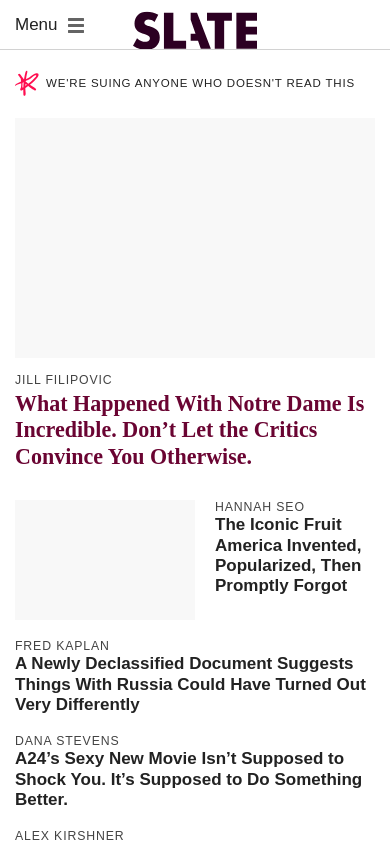 Menu
SLATE
WE'RE SUING ANYONE WHO DOESN'T READ THIS
JILL FILIPOVIC
What Happened With Notre Dame Is
Incredible. Don’t Let the Critics
Convince You Otherwise.
HANNAH SEO
The Iconic Fruit
America Invented,
Popularized, Then
Promptly Forgot
FRED KAPLAN
A Newly Declassified Document Suggests
Things With Russia Could Have Turned Out
Very Differently
DANA STEVENS
A24’s Sexy New Movie Isn’t Supposed to
Shock You. It’s Supposed to Do Something
Better.
ALEX KIRSHNER